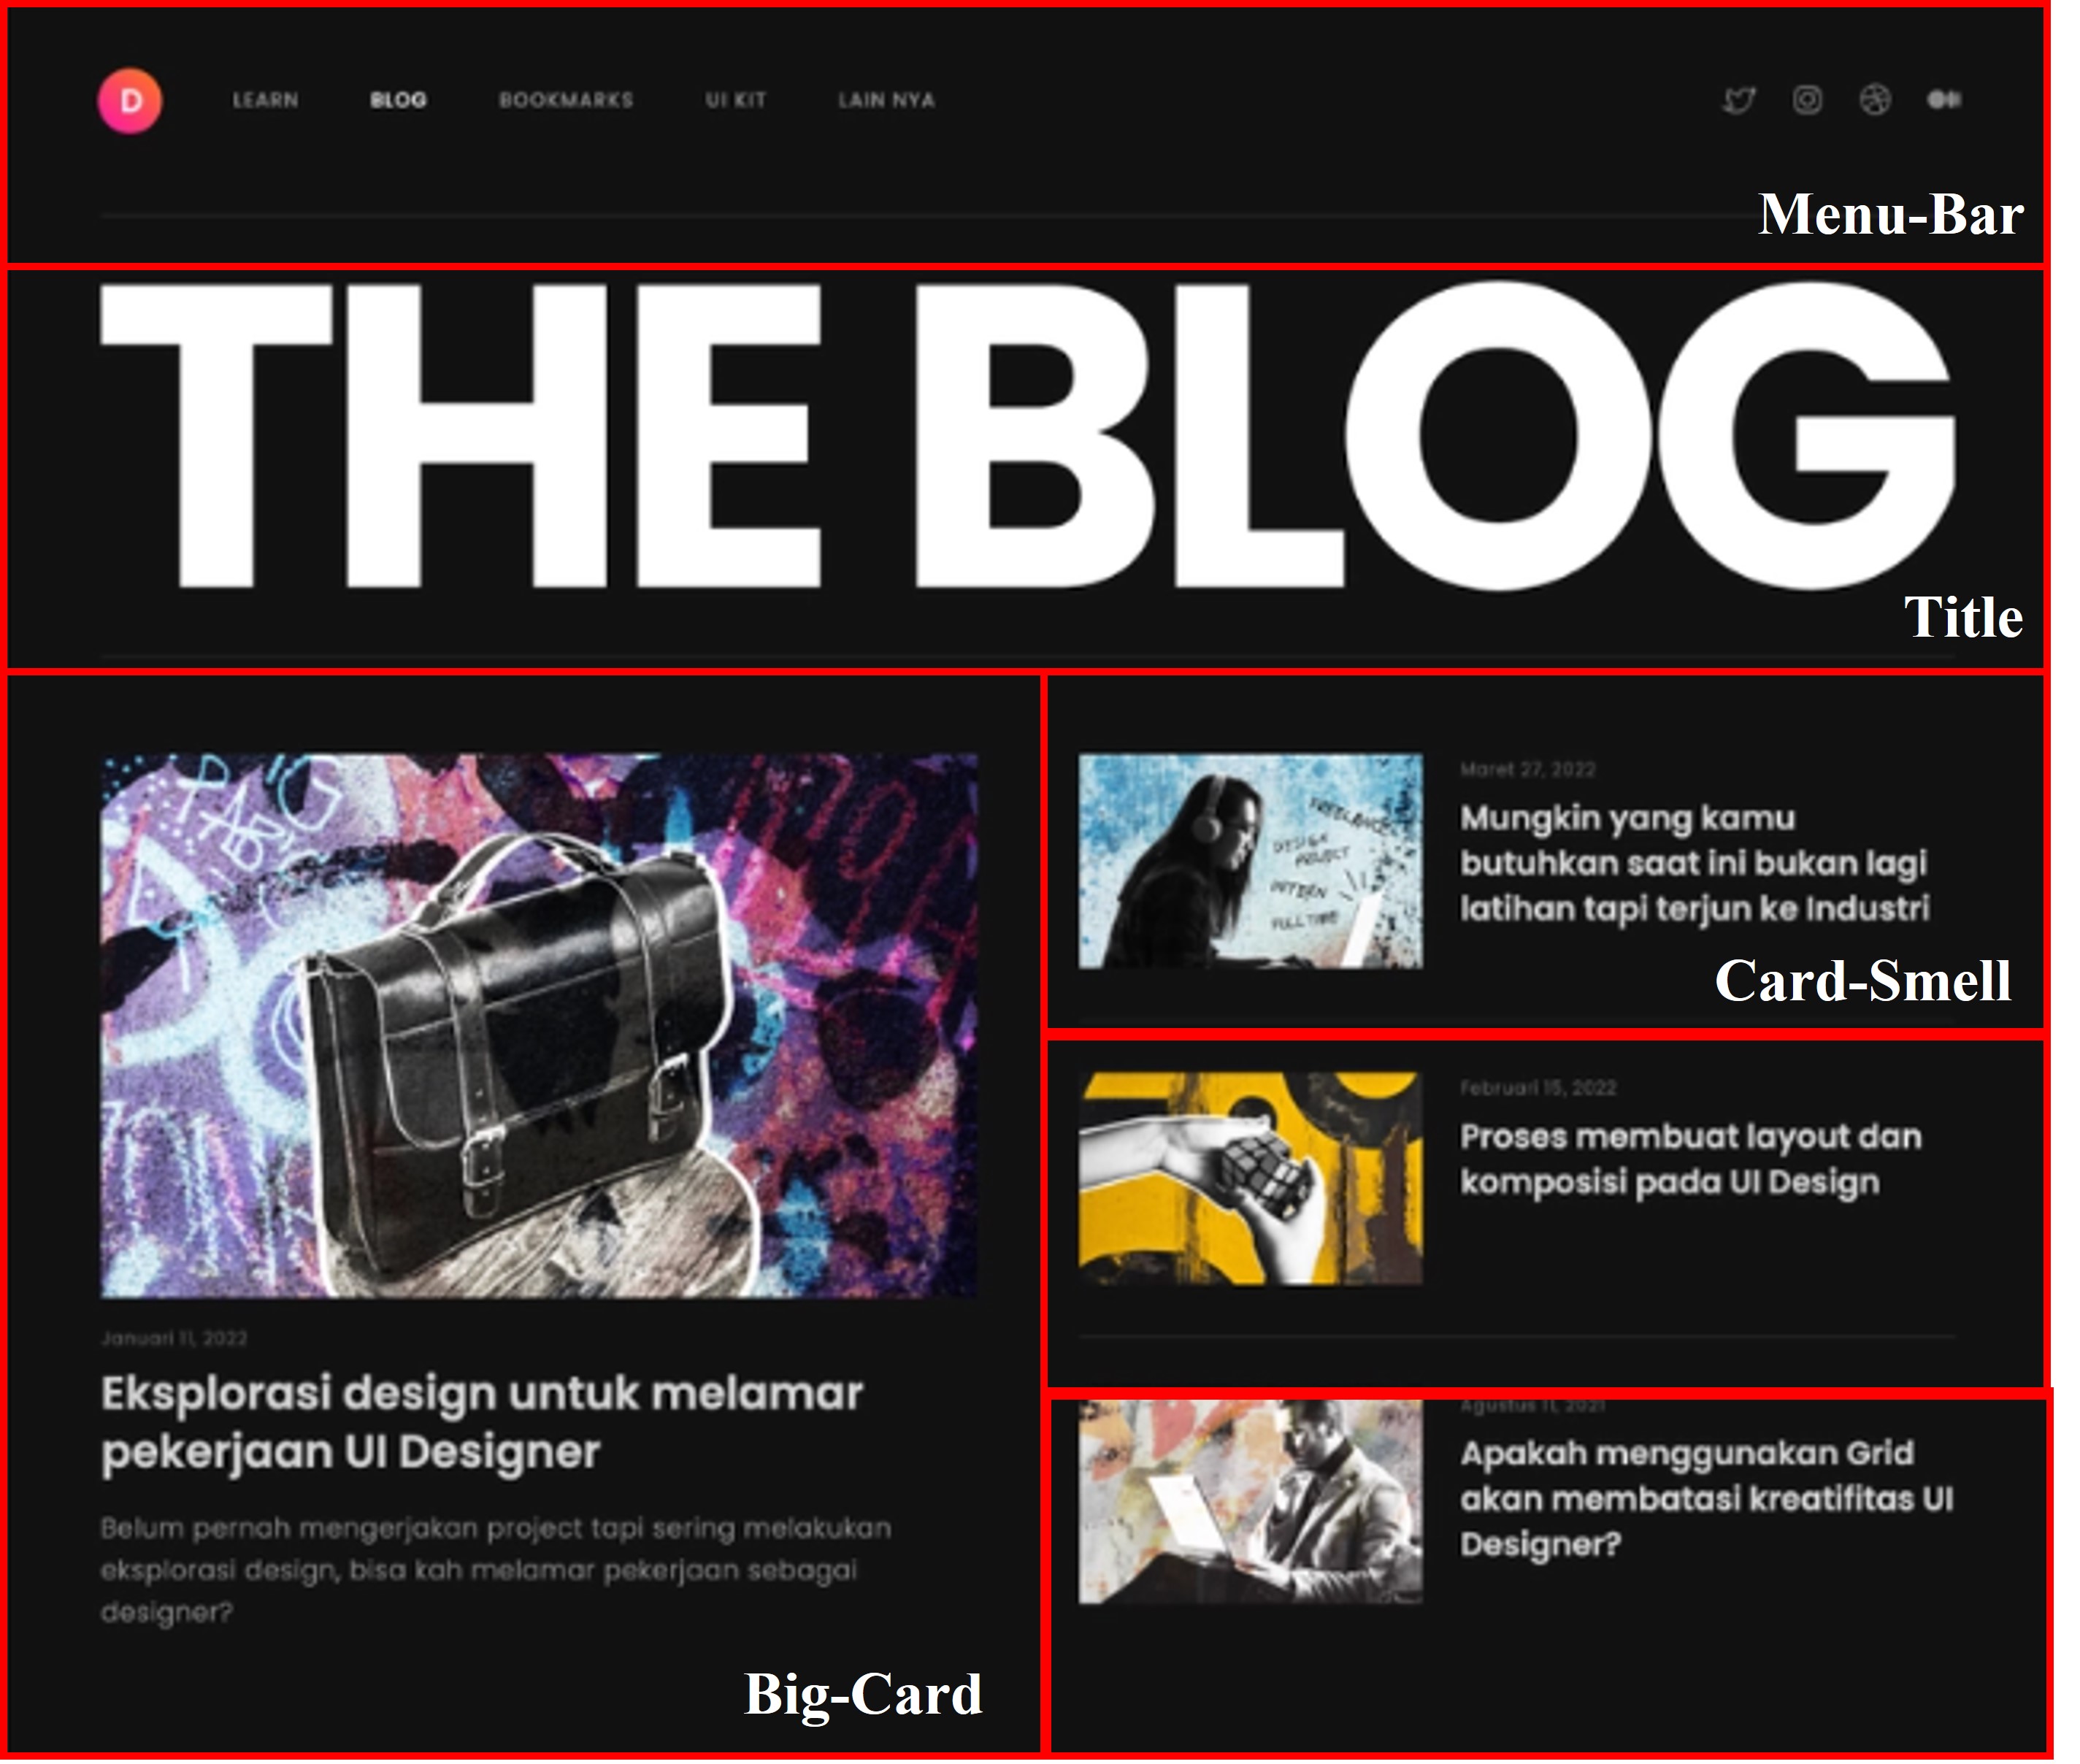 D LEARN BLOG BOOKMARKS UI KIT LAIN NYA
Menu-Bar
THE BLOG
Title
Januari 11, 2022
Eksplorasi design untuk melamar
pekerjaan UI Designer
Belum pernah mengerjakan project tapi sering melakukan
eksplorasi design, bisa kah melamar pekerjaan sebagai
designer?
Big-Card
FREELANCE
DESIGN
PROJECT
INTERN
FULL TIME
Maret 27, 2022
Mungkin yang kamu
butuhkan saat ini bukan lagi
latihan tapi terjun ke Industri
Card-Smell
Februari 15, 2022
Proses membuat layout dan
komposisi pada UI Design
Agustus 11, 2021
Apakah menggunakan Grid
akan membatasi kreatifitas UI
Designer?